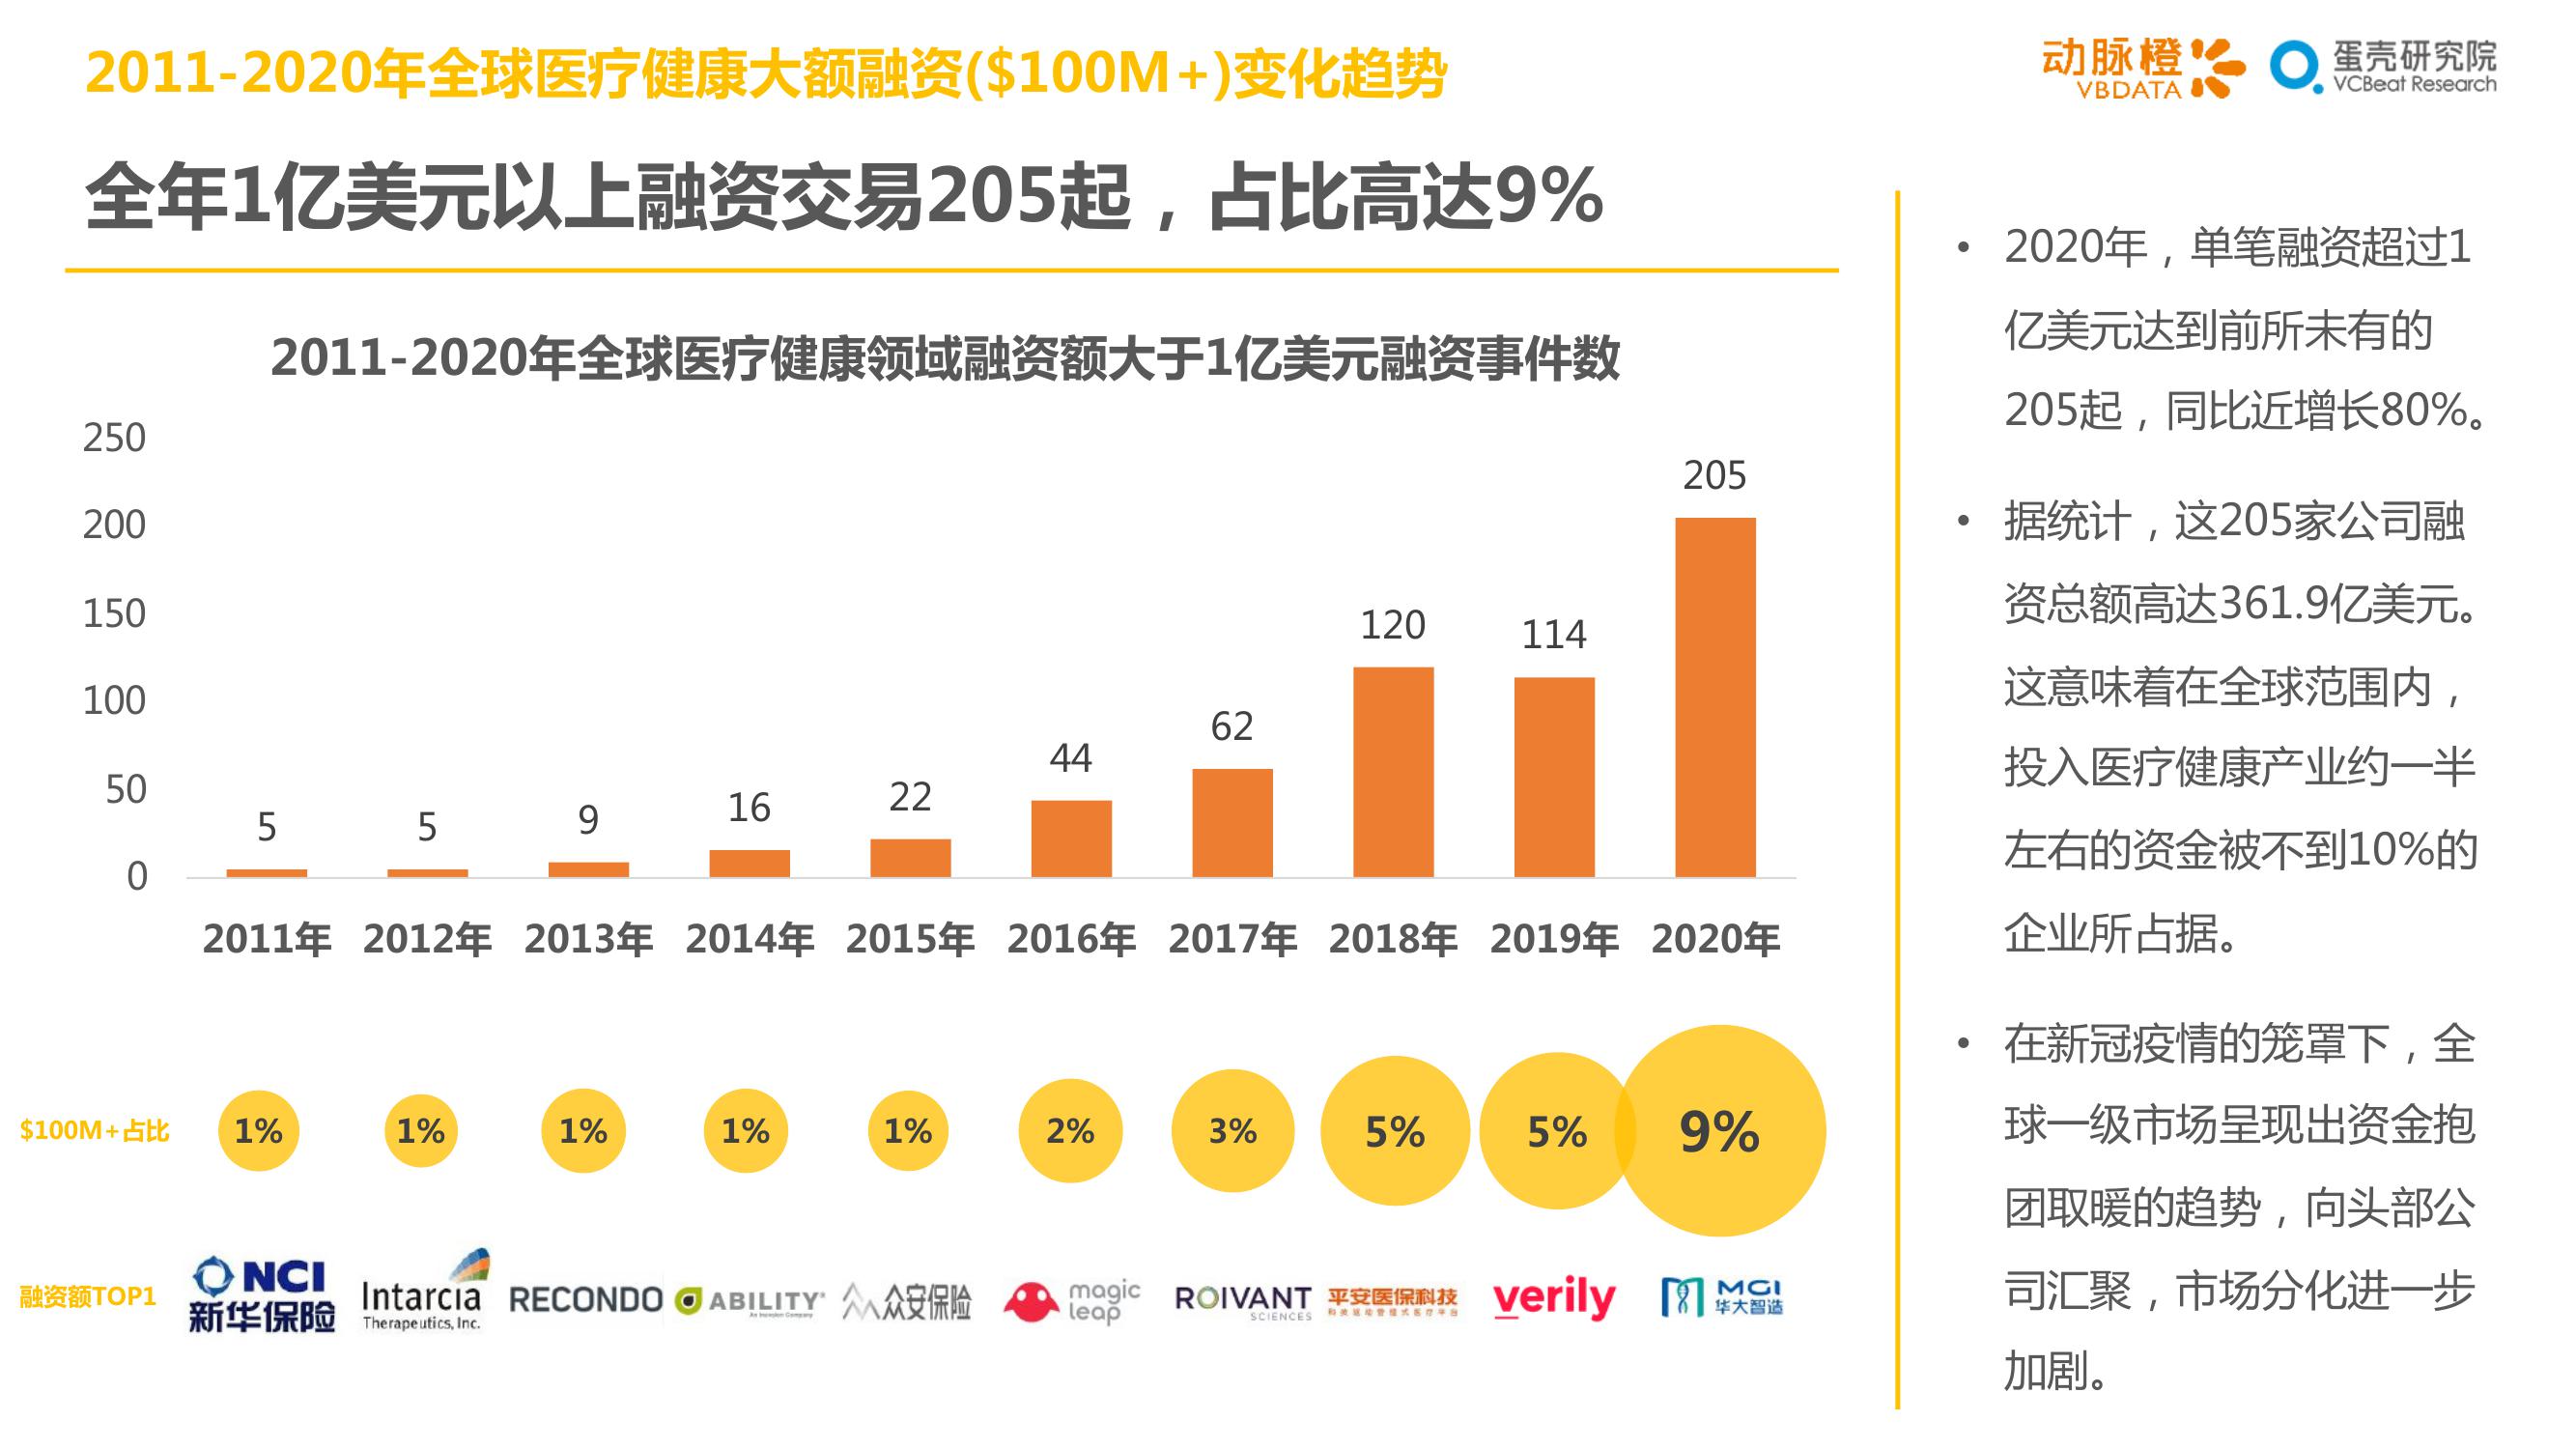 2011-2020年全球医疗健康大额融资($100M+)变化趋势
动脉橙
VBDATA
蛋壳研究院
VCBeat Research
全年1亿美元以上融资交易205起，占比高达9%
2011-2020年全球医疗健康领域融资额大于1亿美元融资事件数
250
200
150
100
50
0
5
5
9
16
22
44
62
120
114
205
2011年
2012年
2013年
2014年
2015年
2016年
2017年
2018年
2019年
2020年
$100M+占比
1%
1%
1%
1%
1%
2%
3%
5%
5%
9%
融资额TOP1
NCI
新华保险
Intarcia
Therapeutics, Inc.
RECONDO
ABILITY
An Inovalon Company
众安保险
magic
leap
ROIVANT
SCIENCES
平安医保科技
科技驱动管理式医疗平台
verily
MGI
华大智造
• 2020年，单笔融资超过1
亿美元达到前所未有的
205起，同比近增长80%。
• 据统计，这205家公司融
资总额高达361.9亿美元。
这意味着在全球范围内，
投入医疗健康产业约一半
左右的资金被不到10%的
企业所占据。
• 在新冠疫情的笼罩下，全
球一级市场呈现出资金抱
团取暖的趋势，向头部公
司汇聚，市场分化进一步
加剧。